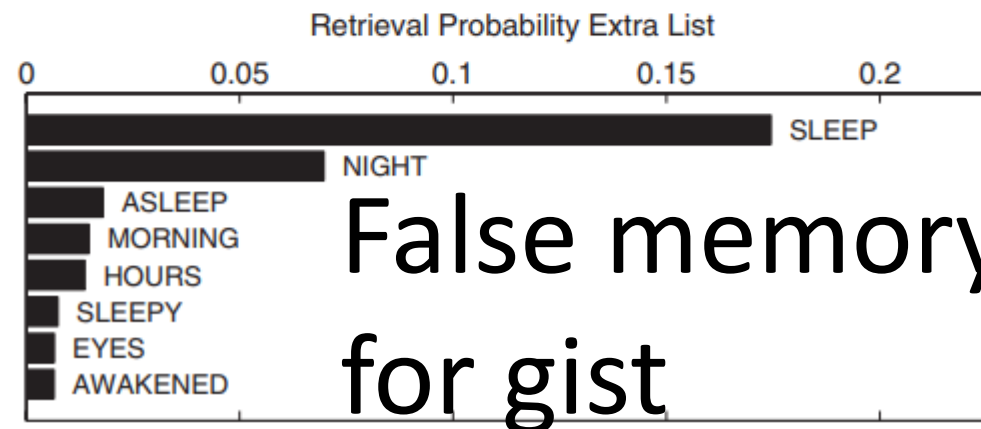 Retrieval Probability Extra List
0 0.05 0.1 0.15 0.2
SLEEP
NIGHT
ASLEEP
MORNING
HOURS
SLEEPY
EYES
AWAKENED
False memory
for gist